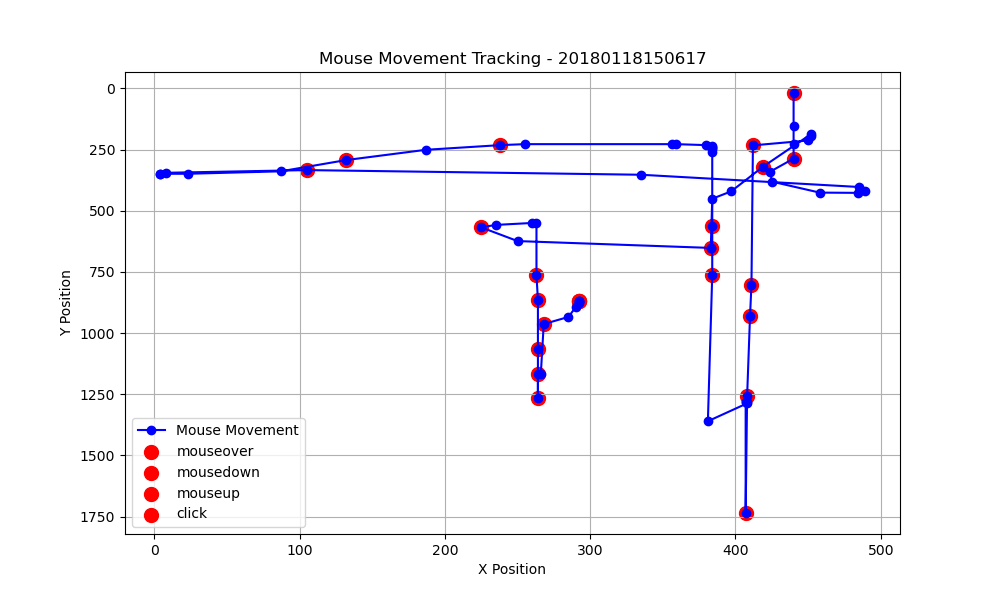 Mouse Movement Tracking - 20180118150617
0
250
500
750
1000
1250
1500
1750
Y Position
Mouse Movement
mouseover
mousedown
mouseup
click
0
100
200
300
400
500
X Position